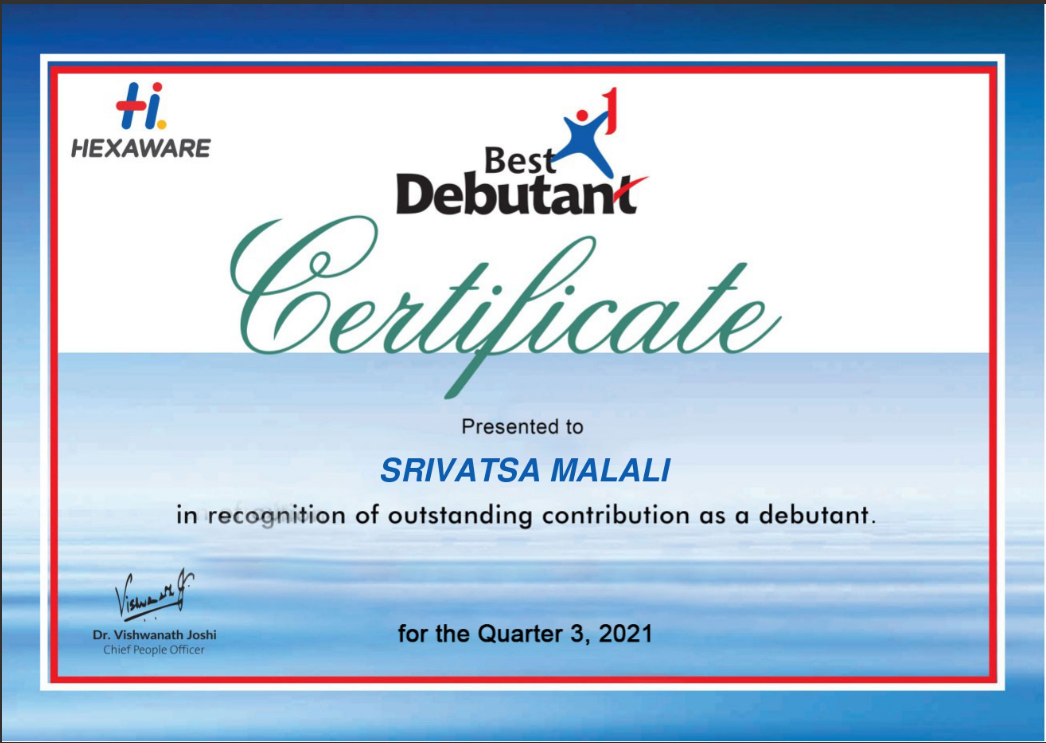 Hi.
HEXAWARE
Best
Debutant
Certificate
Presented to
SRIVATSA MALALI
in recognition of outstanding contribution as a debutant.
Dr. Vishwanath Joshi
Chief People Officer
for the Quarter 3, 2021